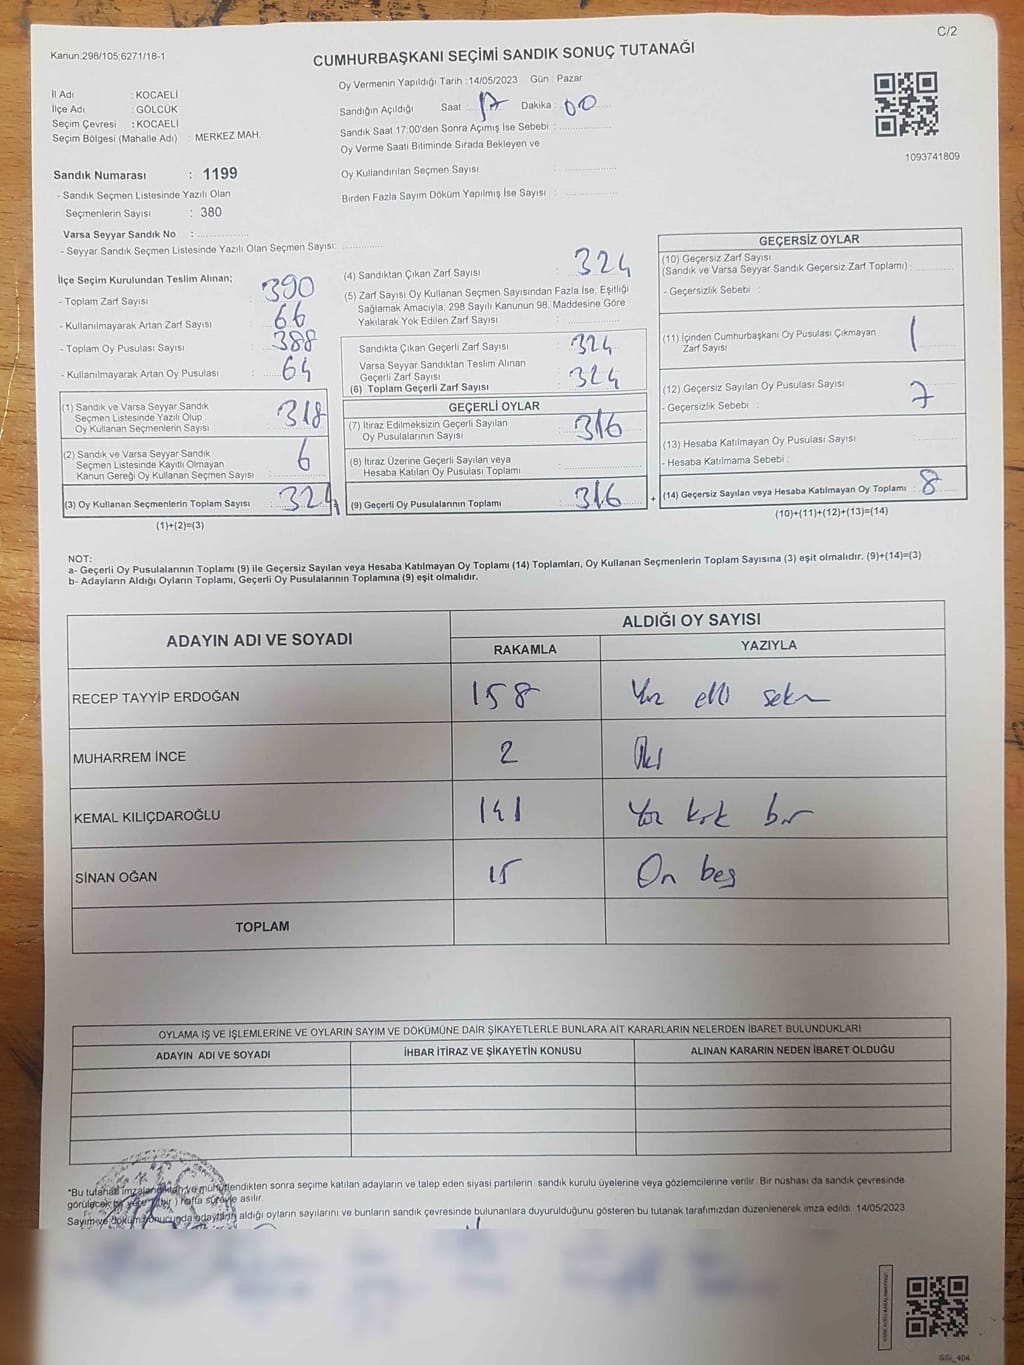 C/2
Kanun:298/105;6271/18-1
CUMHURBAŞKANI SEÇİMİ SANDIK SONUÇ TUTANAĞI
İl Adı : KOCAELİ
İlçe Adı : GÖLCÜK
Seçim Çevresi : KOCAELİ
Seçim Bölgesi (Mahalle Adı) : MERKEZ MAH.
Oy Vermenin Yapıldığı Tarih :14/05/2023 Gün : Pazar
Sandığın Açıldığı Saat : 17 Dakika : 00
Sandık Saat 17:00'den Sonra Açımış İse Sebebi :
Oy Verme Saati Bitiminde Sırada Bekleyen ve
Oy Kullandırılan Seçmen Sayısı :
Birden Fazla Sayım Döküm Yapılmış İse Sayısı :
1093741809
Sandık Numarası : 1199
- Sandık Seçmen Listesinde Yazılı Olan
Seçmenlerin Sayısı : 380
Varsa Seyyar Sandık No :
- Seyyar Sandık Seçmen Listesinde Yazılı Olan Seçmen Sayısı:
İlçe Seçim Kurulundan Teslim Alınan;
- Toplam Zarf Sayısı : 390
- Kullanılmayarak Artan Zarf Sayısı : 66
- Toplam Oy Pusulası Sayısı : 388
- Kullanılmayarak Artan Oy Pusulası : 64
(1) Sandık ve Varsa Seyyar Sandık
Seçmen Listesinde Yazılı Olup
Oy Kullanan Seçmenlerin Sayısı : 318
(2) Sandık ve Varsa Seyyar Sandık
Seçmen Listesinde Kayıtlı Olmayan
Kanun Gereği Oy Kullanan Seçmen Sayısı : 6
(3) Oy Kullanan Seçmenlerin Toplam Sayısı : 324
(1)+(2)=(3)
(4) Sandıktan Çıkan Zarf Sayısı : 324
(5) Zarf Sayısı Oy Kullanan Seçmen Sayısından Fazla İse, Eşitliği
Sağlamak Amacıyla; 298 Sayılı Kanunun 98. Maddesine Göre
Yakılarak Yok Edilen Zarf Sayısı :
Sandıkta Çıkan Geçerli Zarf Sayısı : 324
Varsa Seyyar Sandıktan Teslim Alınan
Geçerli Zarf Sayısı :
(6) Toplam Geçerli Zarf Sayısı 324
GEÇERLİ OYLAR
(7) İtiraz Edilmeksizin Geçerli Sayılan
Oy Pusulalarının Sayısı : 316
(8) İtiraz Üzerine Geçerli Sayılan veya
Hesaba Katılan Oy Pusulası Toplamı :
(9) Geçerli Oy Pusulalarının Toplamı : 316
GEÇERSİZ OYLAR
(10) Geçersiz Zarf Sayısı
(Sandık ve Varsa Seyyar Sandık Geçersiz Zarf Toplamı) :
- Geçersizlik Sebebi :
(11) İçinden Cumhurbaşkanı Oy Pusulası Çıkmayan
Zarf Sayısı : 1
(12) Geçersiz Sayılan Oy Pusulası Sayısı : 7
- Geçersizlik Sebebi :
(13) Hesaba Katılmayan Oy Pusulası Sayısı :
- Hesaba Katılmama Sebebi :
+ (14) Geçersiz Sayılan veya Hesaba Katılmayan Oy Toplamı : 8
(10)+(11)+(12)+(13)=(14)
NOT:
a- Geçerli Oy Pusulalarının Toplamı (9) ile Geçersiz Sayılan veya Hesaba Katılmayan Oy Toplamı (14) Toplamları, Oy Kullanan Seçmenlerin Toplam Sayısına (3) eşit olmalıdır. (9)+(14)=(3)
b- Adayların Aldığı Oyların Toplamı, Geçerli Oy Pusulalarının Toplamına (9) eşit olmalıdır.
ADAYIN ADI VE SOYADI
ALDIĞI OY SAYISI
RAKAMLA YAZIYLA
RECEP TAYYİP ERDOĞAN 158 Yüz elli sekiz
MUHARREM İNCE 2 İki
KEMAL KILIÇDAROĞLU 141 Yüz kırk bir
SİNAN OĞAN 15 On beş
TOPLAM
OYLAMA İŞ VE İŞLEMLERİNE VE OYLARIN SAYIM VE DÖKÜMÜNE DAİR ŞİKAYETLERLE BUNLARA AİT KARARLARIN NELERDEN İBARET BULUNDUKLARI
ADAYIN ADI VE SOYADI İHBAR İTİRAZ VE ŞİKAYETİN KONUSU ALINAN KARARIN NEDEN İBARET OLDUĞU
*Bu tutanak imzalandıktan ve mühürlendikten sonra seçime katılan adayların ve talep eden siyasi partilerin sandık kurulu üyelerine veya gözlemcilerine verilir. Bir nüshası da sandık çevresinde
görülecek bir yere ( bir ) hafta süreyle asılır.
Sayım ve döküm sonucunda adayların aldığı oyların sayılarını ve bunların sandık çevresinde bulunanlara duyurulduğunu gösteren bu tutanak tarafımızdan düzenlenerek imza edildi. 14/05/2023